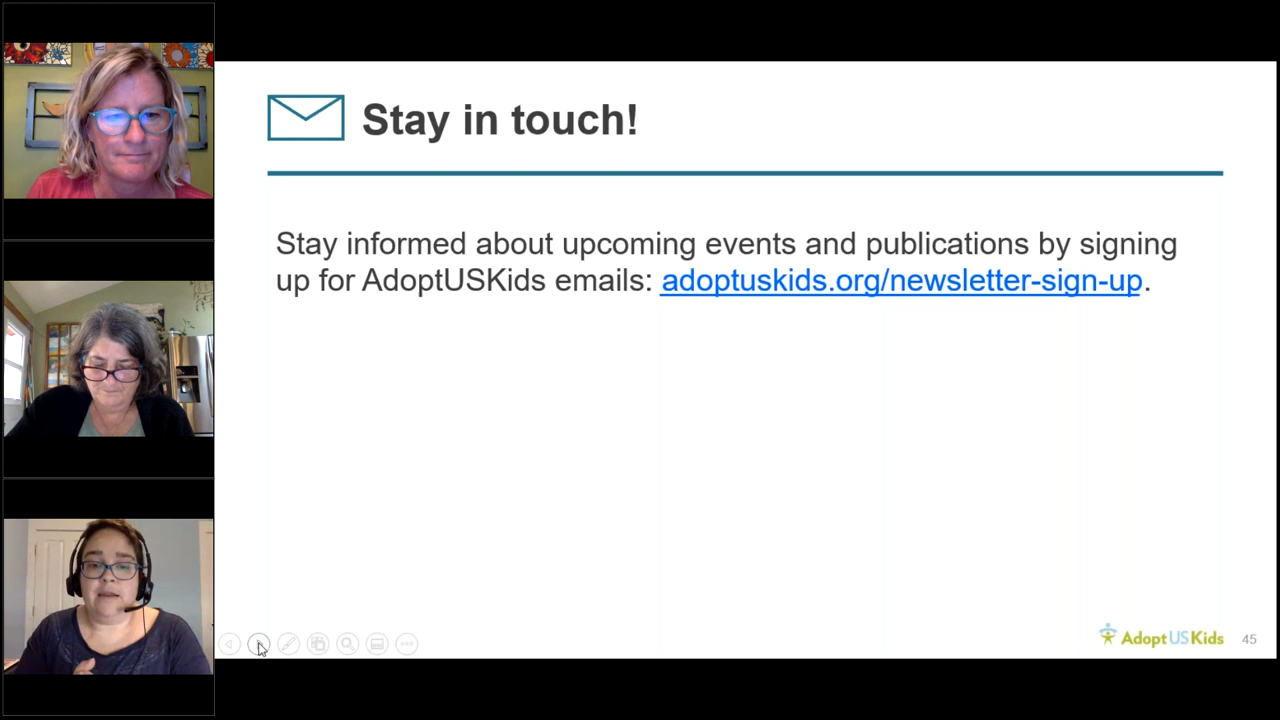 Stay in touch!
Stay informed about upcoming events and publications by signing
up for AdoptUSKids emails: adoptuskids.org/newsletter-sign-up.
AdoptUSKids
45